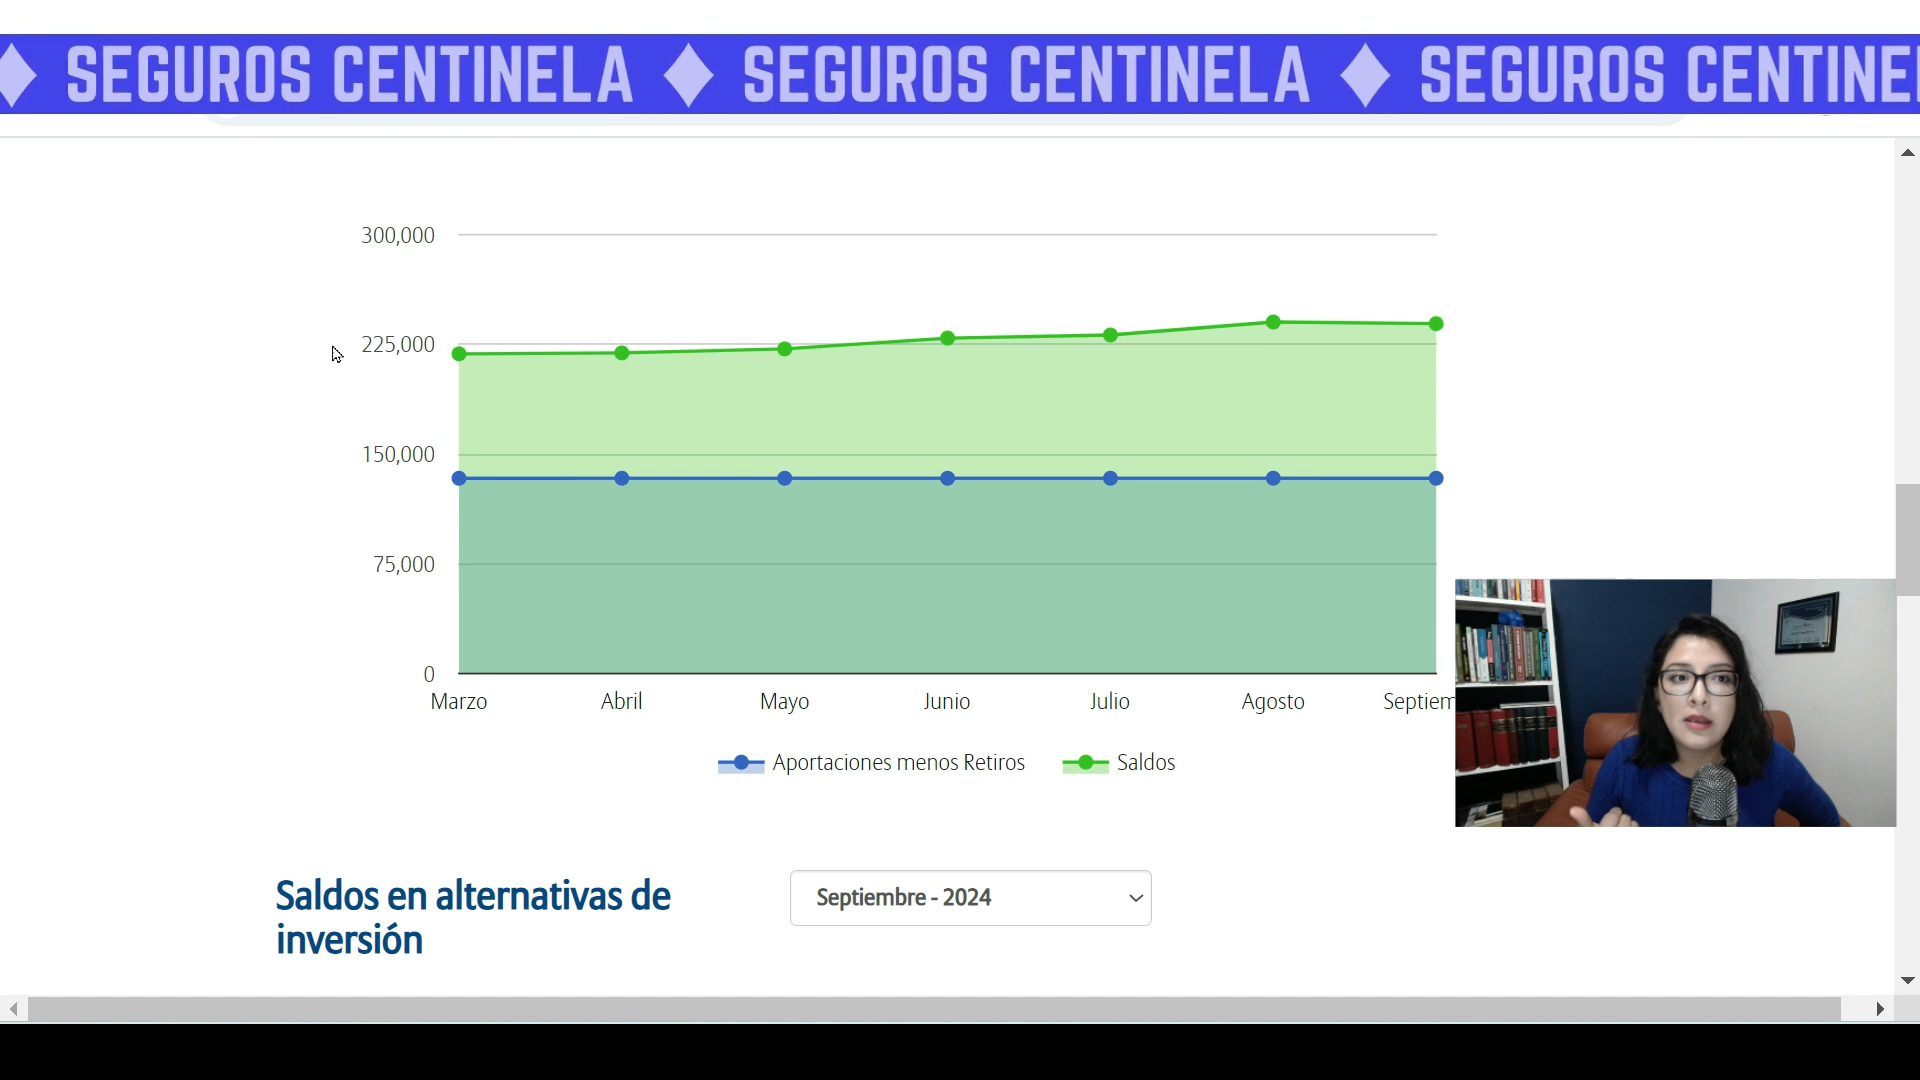 SEGUROS CENTINELA SEGUROS CENTINELA SEGUROS CENTINE
300,000
225,000
150,000
75,000
0
Marzo Abril Mayo Junio Julio Agosto Septiem
Aportaciones menos Retiros Saldos
Saldos en alternativas de
inversión
Septiembre - 2024